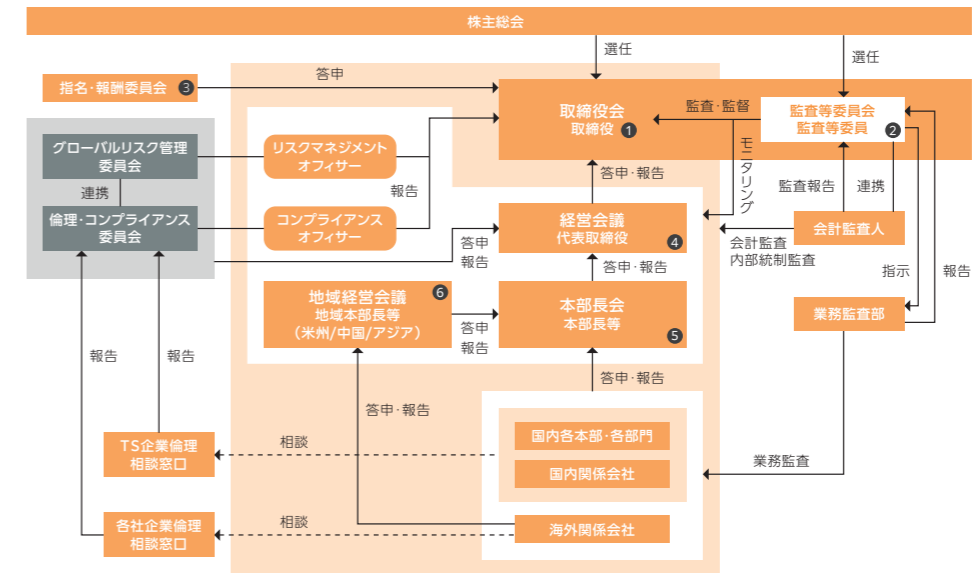 株主総会
選任
選任
答申
指名・報酬委員会 ❸
取締役会
取締役 ❶
監査・監督
監査等委員会
監査等委員 ❷
グローバルリスク管理
委員会
リスクマネジメント
オフィサー
モニタリング
答申・報告
監査報告
連携
連携
報告
倫理・コンプライアンス
委員会
コンプライアンス
オフィサー
経営会議
代表取締役 ❹
会計監査人
答申
報告
会計監査
内部統制監査
答申・報告
指示
報告
地域経営会議 ❻
地域本部長等
（米州/中国/アジア）
本部長会
本部長等 ❺
業務監査部
答申
報告
報告
報告
答申・報告
答申・報告
国内各本部・各部門
TS企業倫理
相談窓口
相談
国内関係会社
業務監査
各社企業倫理
相談窓口
相談
海外関係会社